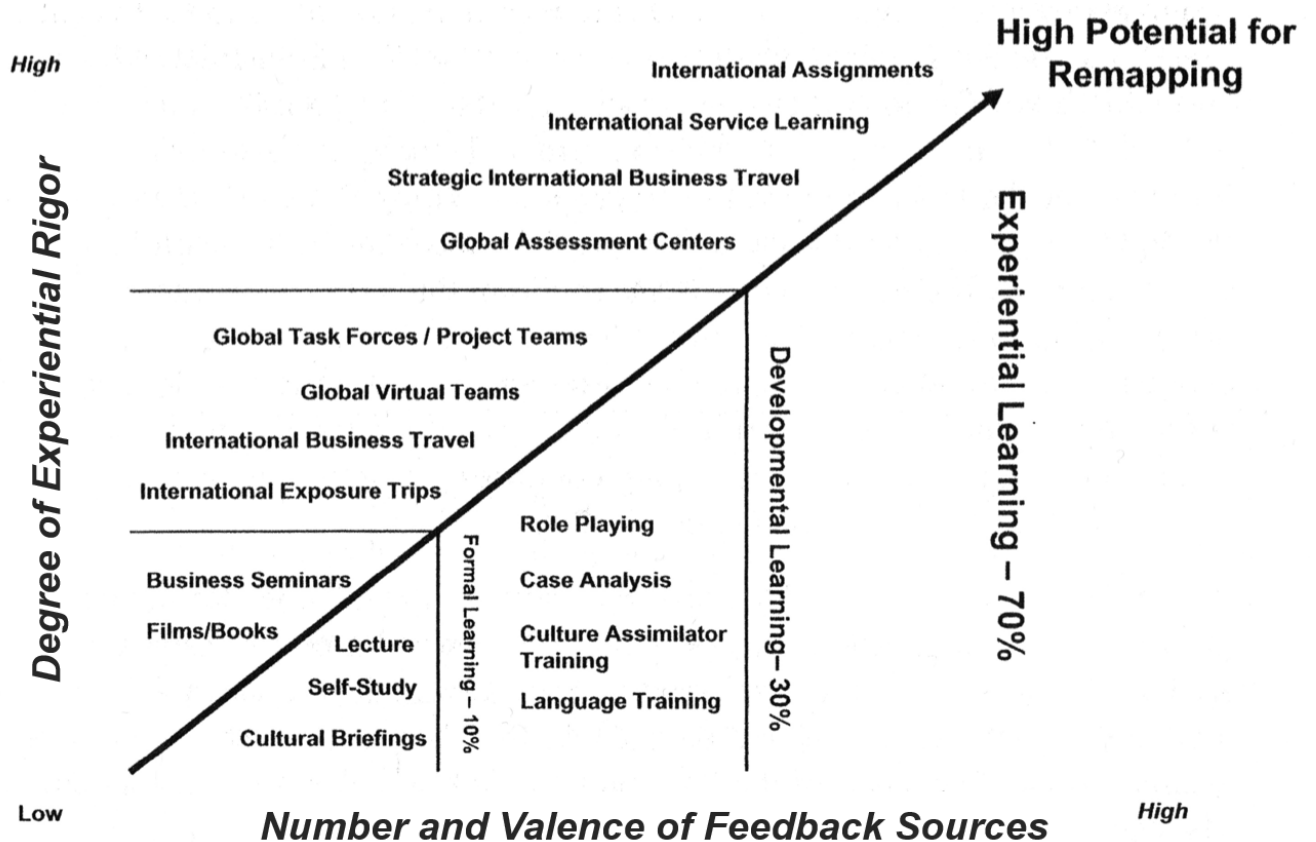 High Potential for
Remapping
High
International Assignments
International Service Learning
Strategic International Business Travel
Global Assessment Centers
Degree of Experiential Rigor
Experiential Learning – 70%
Global Task Forces / Project Teams
Global Virtual Teams
International Business Travel
International Exposure Trips
Developmental Learning– 30%
Role Playing
Case Analysis
Culture Assimilator
Training
Language Training
Formal Learning – 10%
Business Seminars
Films/Books
Lecture
Self-Study
Cultural Briefings
Low
Number and Valence of Feedback Sources
High